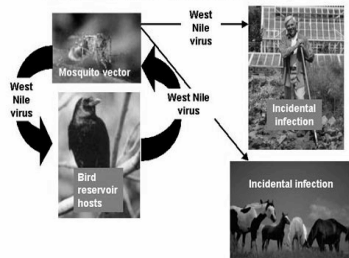 West
Nile
virus
Mosquito vector
West
Nile
virus
West Nile
virus
Bird
reservoir
hosts
Incidental
infection
Incidental infection